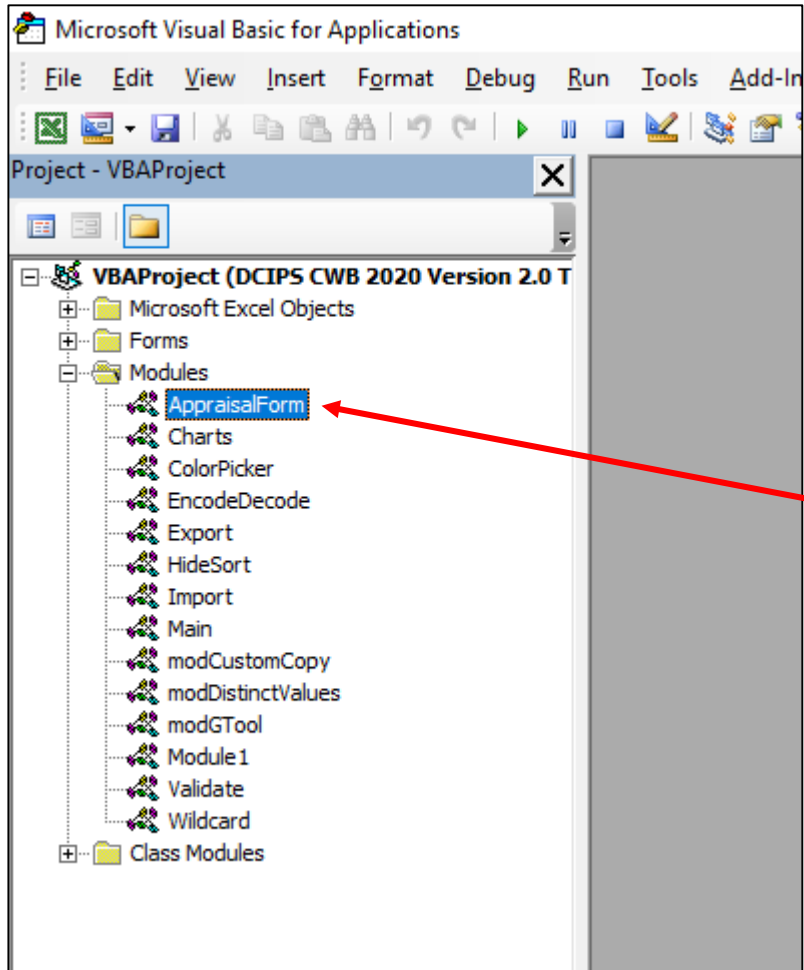 Microsoft Visual Basic for Applications
File Edit View Insert Format Debug Run Tools Add-In
Project - VBAProject
VBAProject (DCIPS CWB 2020 Version 2.0 T
Microsoft Excel Objects
Forms
Modules
AppraisalForm
Charts
ColorPicker
EncodeDecode
Export
HideSort
Import
Main
modCustomCopy
modDistinctValues
modGTool
Module1
Validate
Wildcard
Class Modules